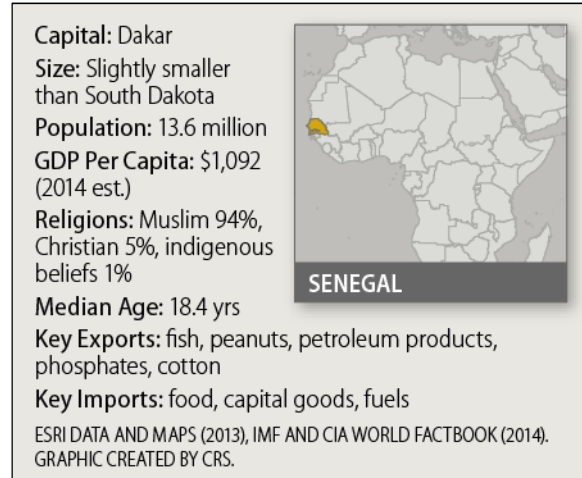 Capital: Dakar
Size: Slightly smaller
than South Dakota
Population: 13.6 million
GDP Per Capita: $1,092
(2014 est.)
Religions: Muslim 94%,
Christian 5%, indigenous
beliefs 1%
Median Age: 18.4 yrs
SENEGAL
Key Exports: fish, peanuts, petroleum products,
phosphates, cotton
Key Imports: food, capital goods, fuels
ESRI DATA AND MAPS (2013), IMF AND CIA WORLD FACTBOOK (2014).
GRAPHIC CREATED BY CRS.